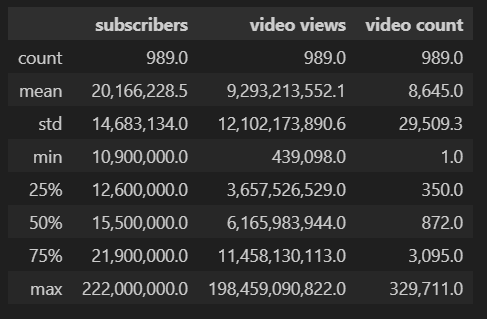 subscribers video views video count
count 989.0 989.0 989.0
mean 20,166,228.5 9,293,213,552.1 8,645.0
std 14,683,134.0 12,102,173,890.6 29,509.3
min 10,900,000.0 439,098.0 1.0
25% 12,600,000.0 3,657,526,529.0 350.0
50% 15,500,000.0 6,165,983,944.0 872.0
75% 21,900,000.0 11,458,130,113.0 3,095.0
max 222,000,000.0 198,459,090,822.0 329,711.0